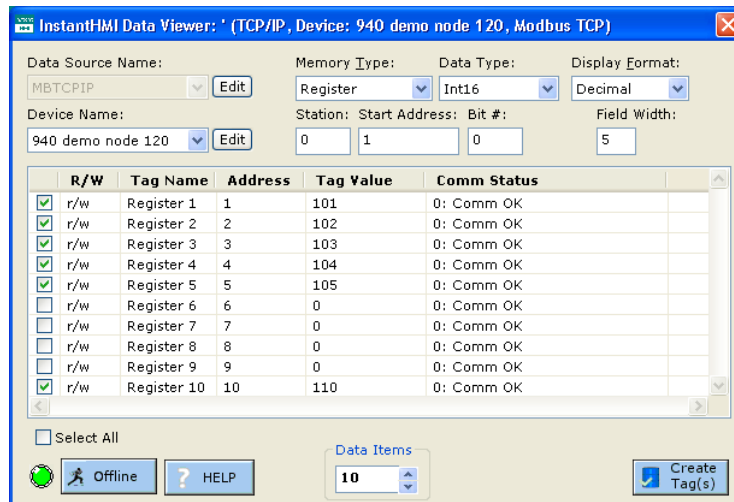 InstantHMI Data Viewer: ' (TCP/IP, Device: 940 demo node 120, Modbus TCP)
Data Source Name: Memory Type: Data Type: Display Format:
MBTCPIP Edit Register Int16 Decimal
Device Name: Station: Start Address: Bit #: Field Width:
940 demo node 120 Edit 0 1 0 5
R/W Tag Name Address Tag Value Comm Status
r/w Register 1 1 101 0: Comm OK
r/w Register 2 2 102 0: Comm OK
r/w Register 3 3 103 0: Comm OK
r/w Register 4 4 104 0: Comm OK
r/w Register 5 5 105 0: Comm OK
r/w Register 6 6 0 0: Comm OK
r/w Register 7 7 0 0: Comm OK
r/w Register 8 8 0 0: Comm OK
r/w Register 9 9 0 0: Comm OK
r/w Register 10 10 110 0: Comm OK
Select All
Data Items
Offline ? HELP 10 Create
Tag(s)